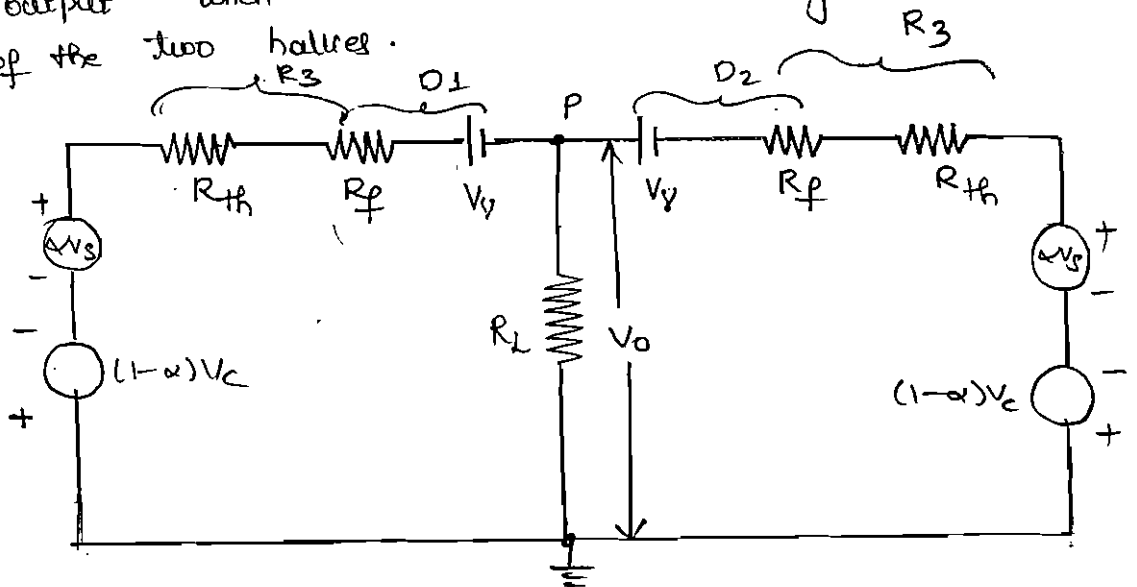 output when
of the two halves.
R3 D1 P D2 R3
Rth Rf Vγ Vγ Rf Rth
+ +
αVs αVs
- -
RL Vo
- (1-α)Vc (1-α)Vc -
+ +